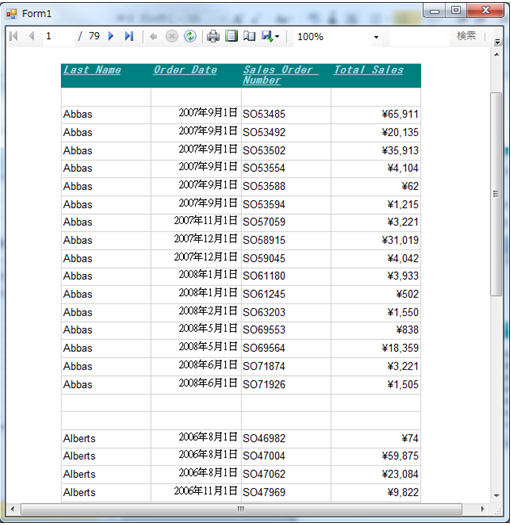 Form1
1 / 79 100% 検索
Last Name Order Date Sales Order Number Total Sales
Abbas 2007年9月1日 SO53485 ¥65,911
Abbas 2007年9月1日 SO53492 ¥20,135
Abbas 2007年9月1日 SO53502 ¥35,913
Abbas 2007年9月1日 SO53554 ¥4,104
Abbas 2007年9月1日 SO53588 ¥62
Abbas 2007年9月1日 SO53594 ¥1,215
Abbas 2007年11月1日 SO57059 ¥3,221
Abbas 2007年12月1日 SO58915 ¥31,019
Abbas 2007年12月1日 SO59045 ¥4,042
Abbas 2008年1月1日 SO61180 ¥3,933
Abbas 2008年1月1日 SO61245 ¥502
Abbas 2008年2月1日 SO63203 ¥1,550
Abbas 2008年5月1日 SO69553 ¥838
Abbas 2008年5月1日 SO69564 ¥18,359
Abbas 2008年6月1日 SO71874 ¥3,221
Abbas 2008年6月1日 SO71926 ¥1,505
Alberts 2006年8月1日 SO46982 ¥74
Alberts 2006年8月1日 SO47004 ¥59,875
Alberts 2006年8月1日 SO47062 ¥23,084
Alberts 2006年11月1日 SO47969 ¥9,822